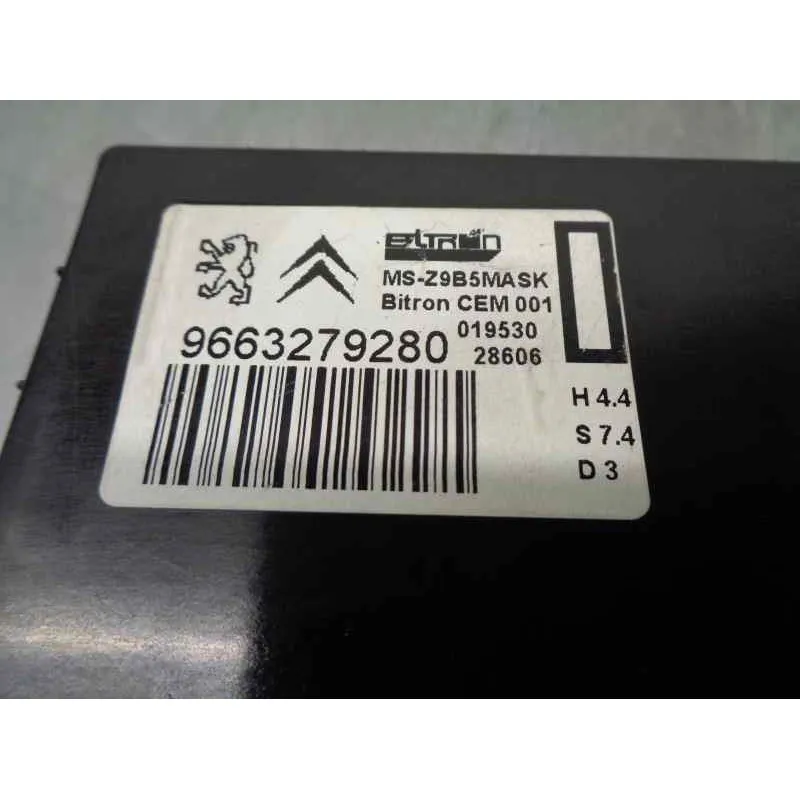 BITRON
MS-Z9B5MASK
Bitron CEM 001
019530
9663279280
28606
H 4.4
S 7.4
D 3